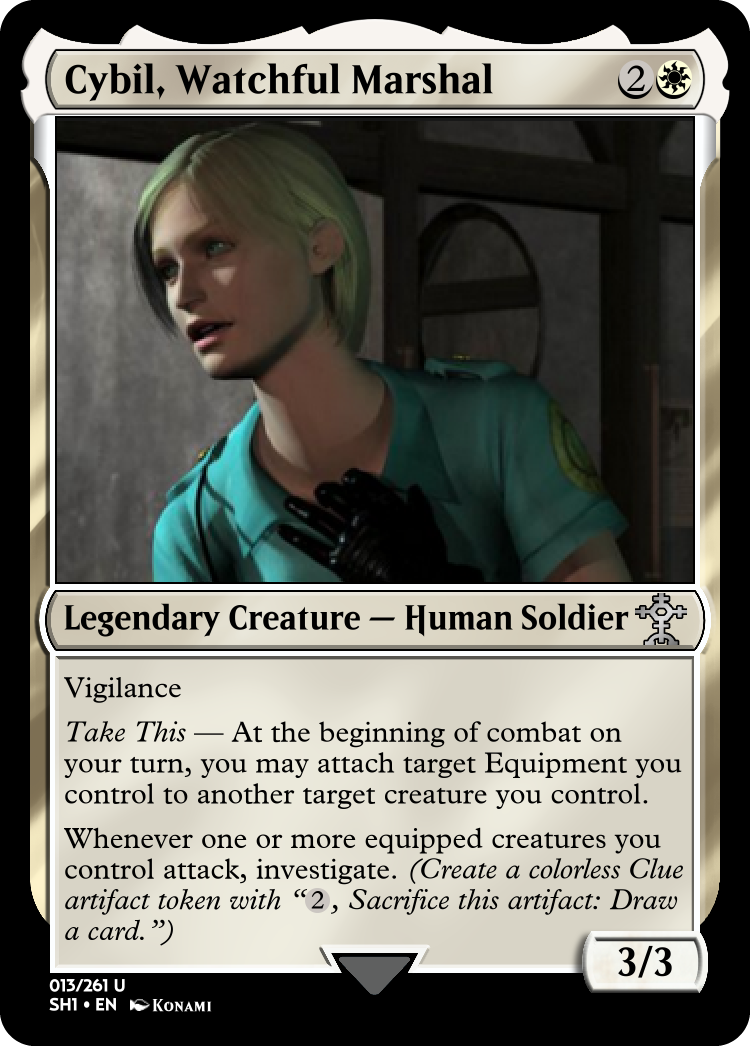 Cybil, Watchful Marshal 2
Legendary Creature — Human Soldier
Vigilance
Take This — At the beginning of combat on
your turn, you may attach target Equipment you
control to another target creature you control.
Whenever one or more equipped creatures you
control attack, investigate. (Create a colorless Clue
artifact token with “2, Sacrifice this artifact: Draw
a card.”)
3/3
013/261 U
SH1 • EN KONAMI